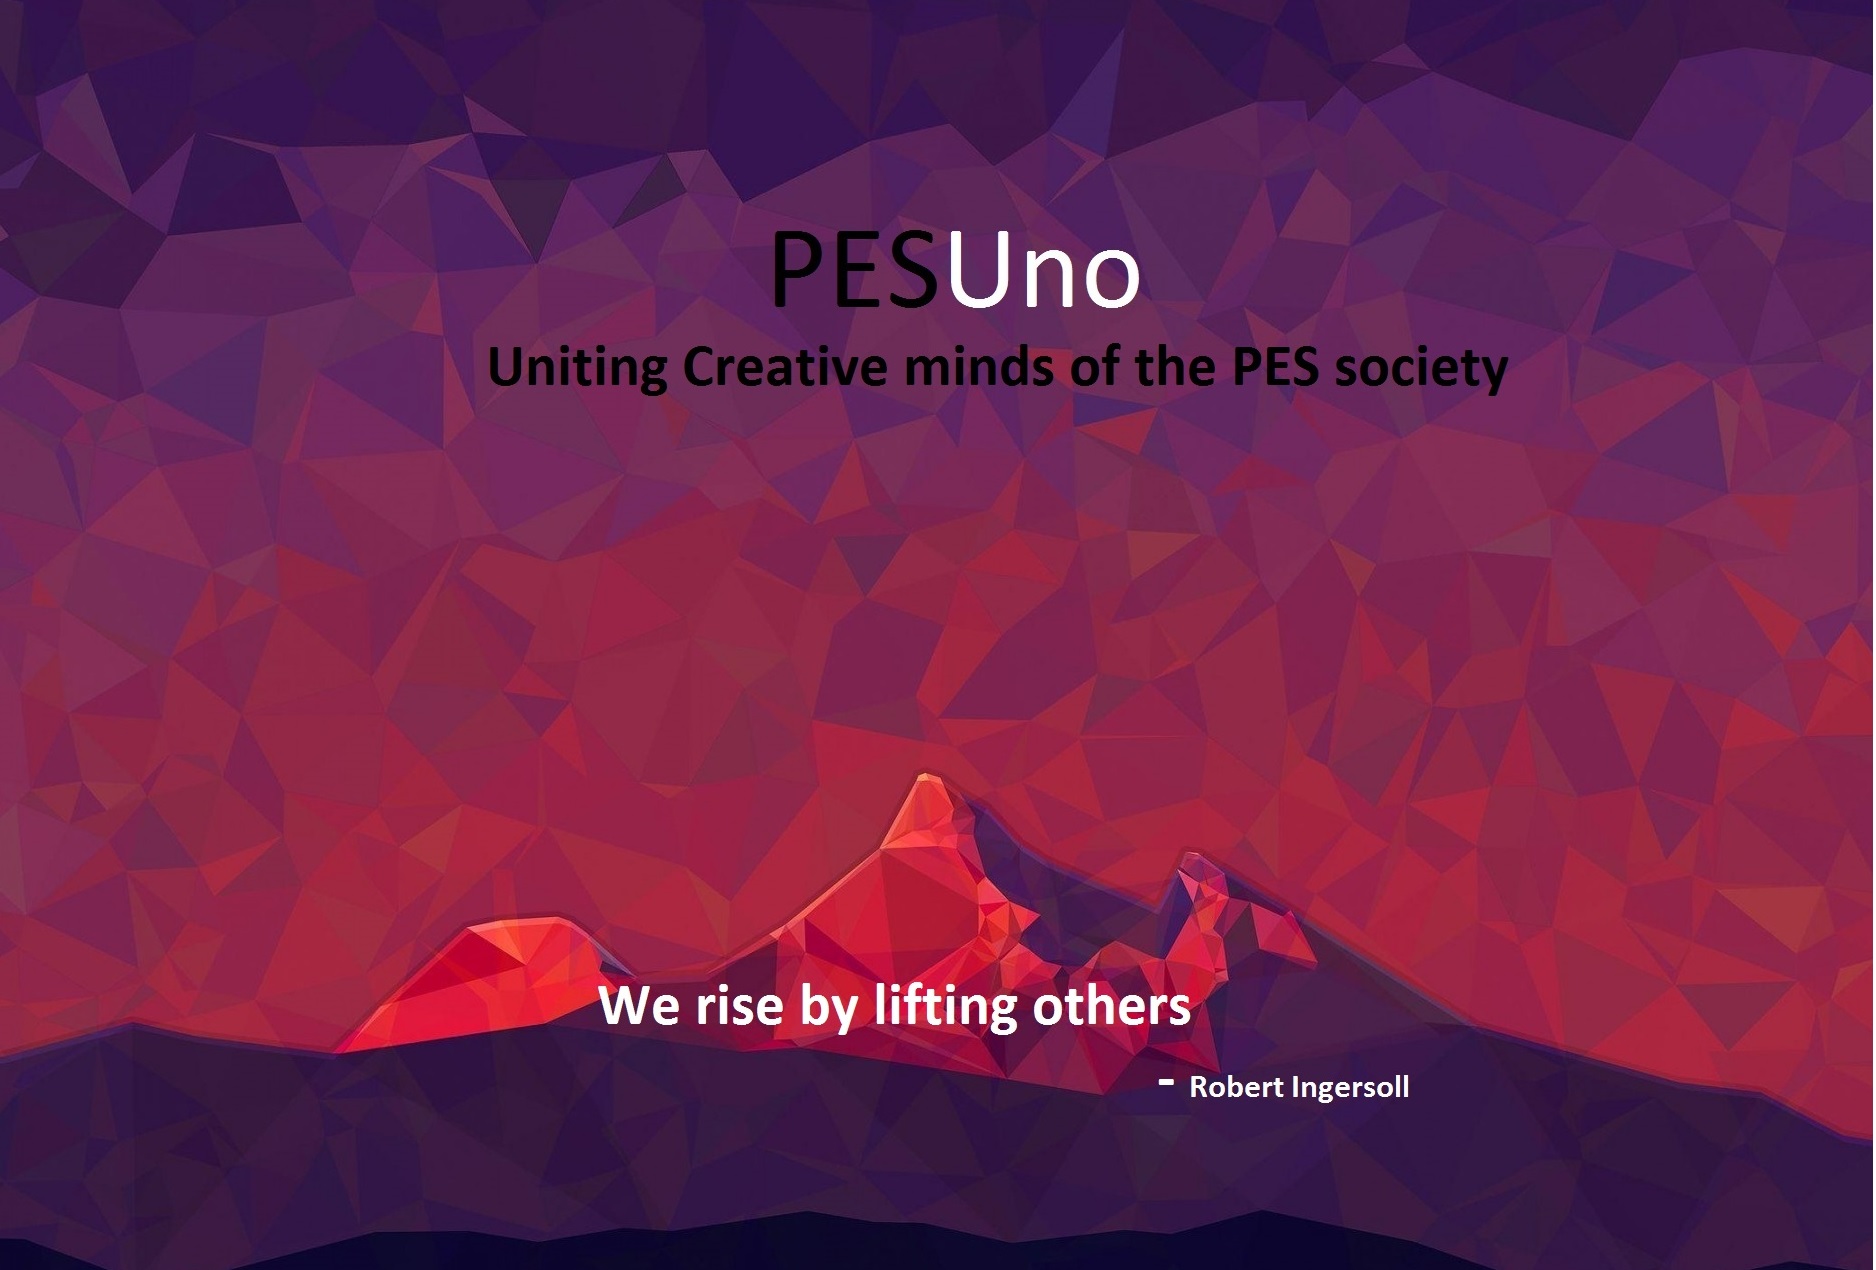 PESUno
Uniting Creative minds of the PES society
We rise by lifting others
- Robert Ingersoll